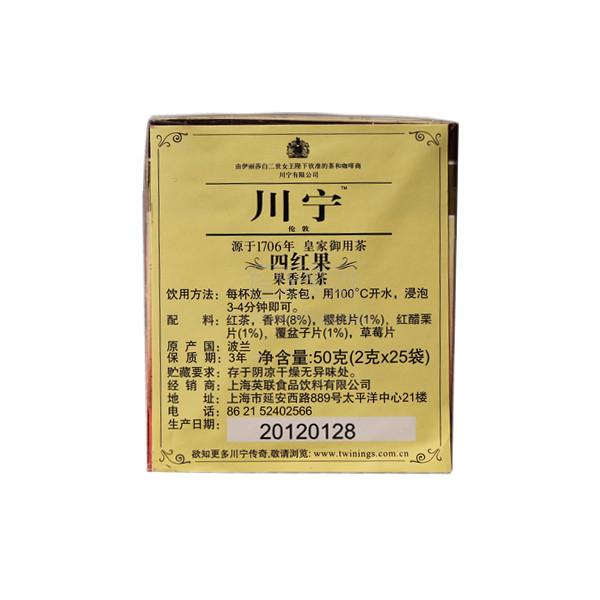 由伊丽莎白二世女王陛下钦准的茶和咖啡商
川宁有限公司
川宁™
伦敦
源于1706年 皇家御用茶
四红果
果香红茶
饮用方法：每杯放一个茶包，用100°C开水，浸泡
3-4分钟即可。
配 料：红茶，香料(8%)，樱桃片(1%)，红醋栗
片(1%)，覆盆子片(1%)，草莓片
原 产 国：波兰
保 质 期：3年 净含量:50克(2克x25袋)
贮藏要求：存于阴凉干燥无异味处。
经 销 商：上海英联食品饮料有限公司
地 址：上海市延安西路889号太平洋中心21楼
电 话：86 21 52402566
生产日期：
20120128
欲知更多川宁传奇,敬请浏览: www.twinings.com.cn